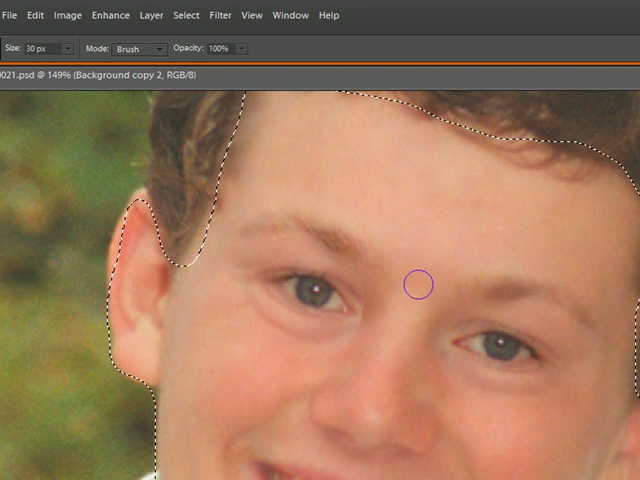 File Edit Image Enhance Layer Select Filter View Window Help
Size: 30 px Mode: Brush Opacity: 100%
0021.psd @ 149% (Background copy 2, RGB/8)